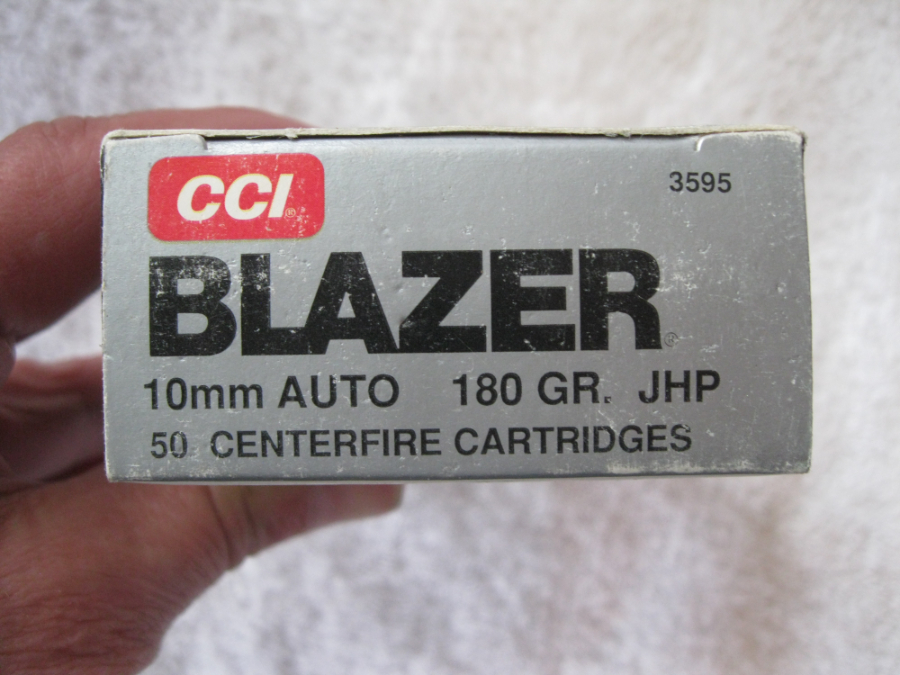 CCI®
3595
BLAZER®
10mm AUTO 180 GR. JHP
50 CENTERFIRE CARTRIDGES